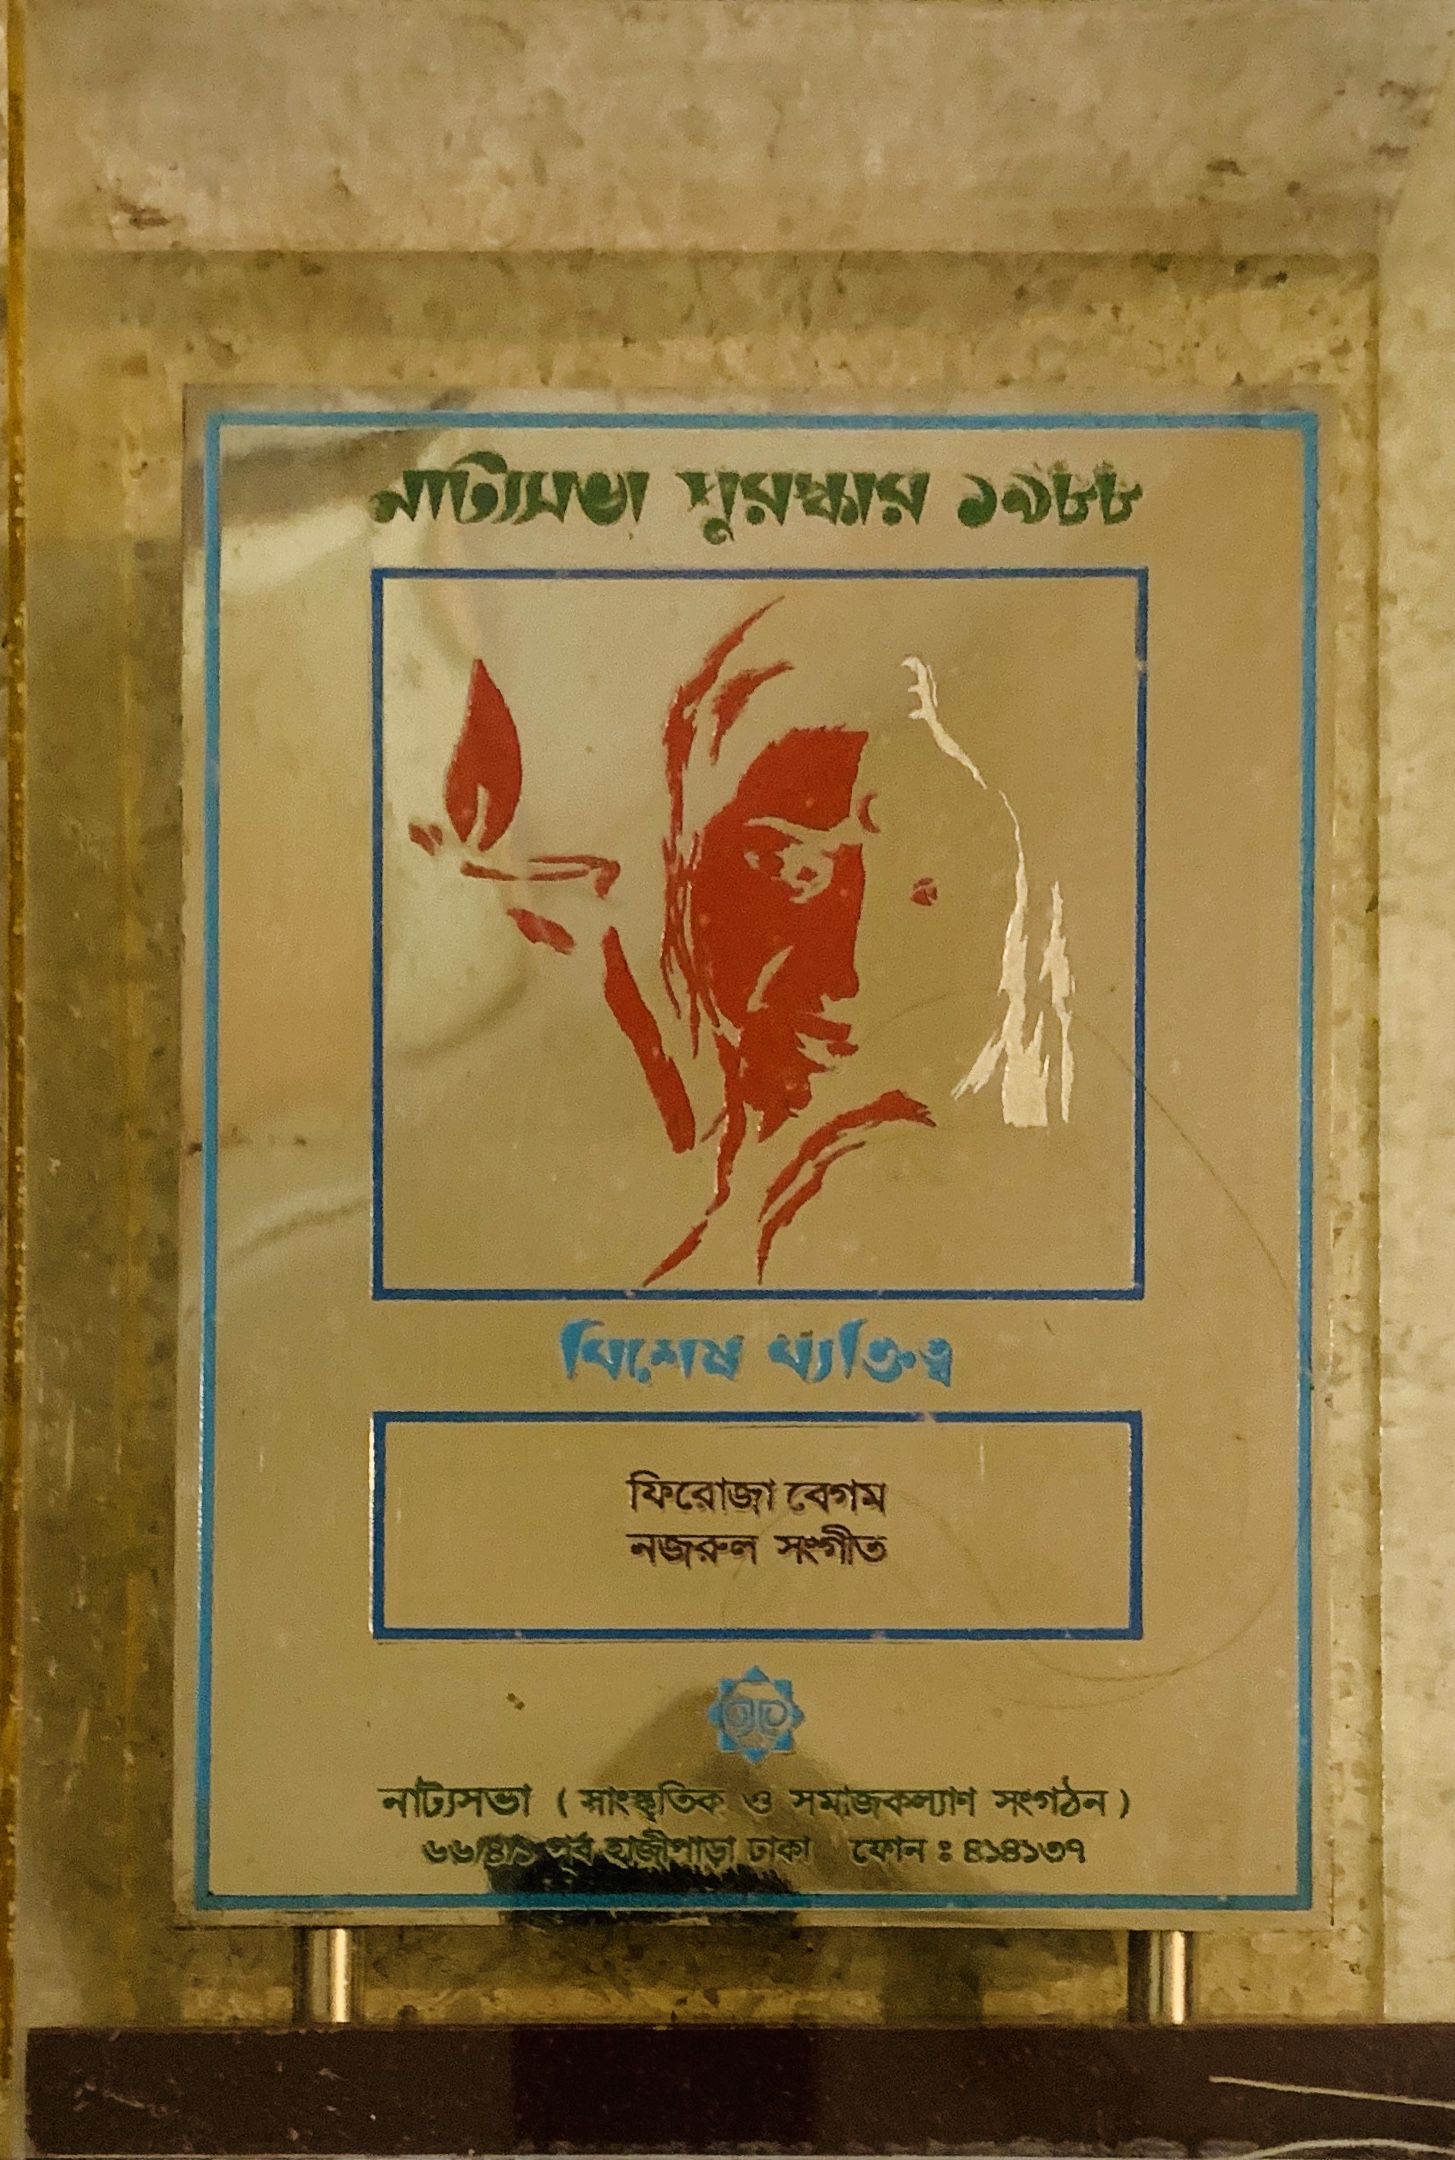 নাট্যসভা পুরস্কার ১৯৮৮
বিশেষ ব্যক্তিত্ব
ফিরোজা বেগম
নজরুল সংগীত
নাট্যসভা ( সাংস্কৃতিক ও সমাজকল্যাণ সংগঠন )
৬৬/৪/১ পূর্ব হাজীপাড়া ঢাকা ফোন : ৪১৪১৩৭